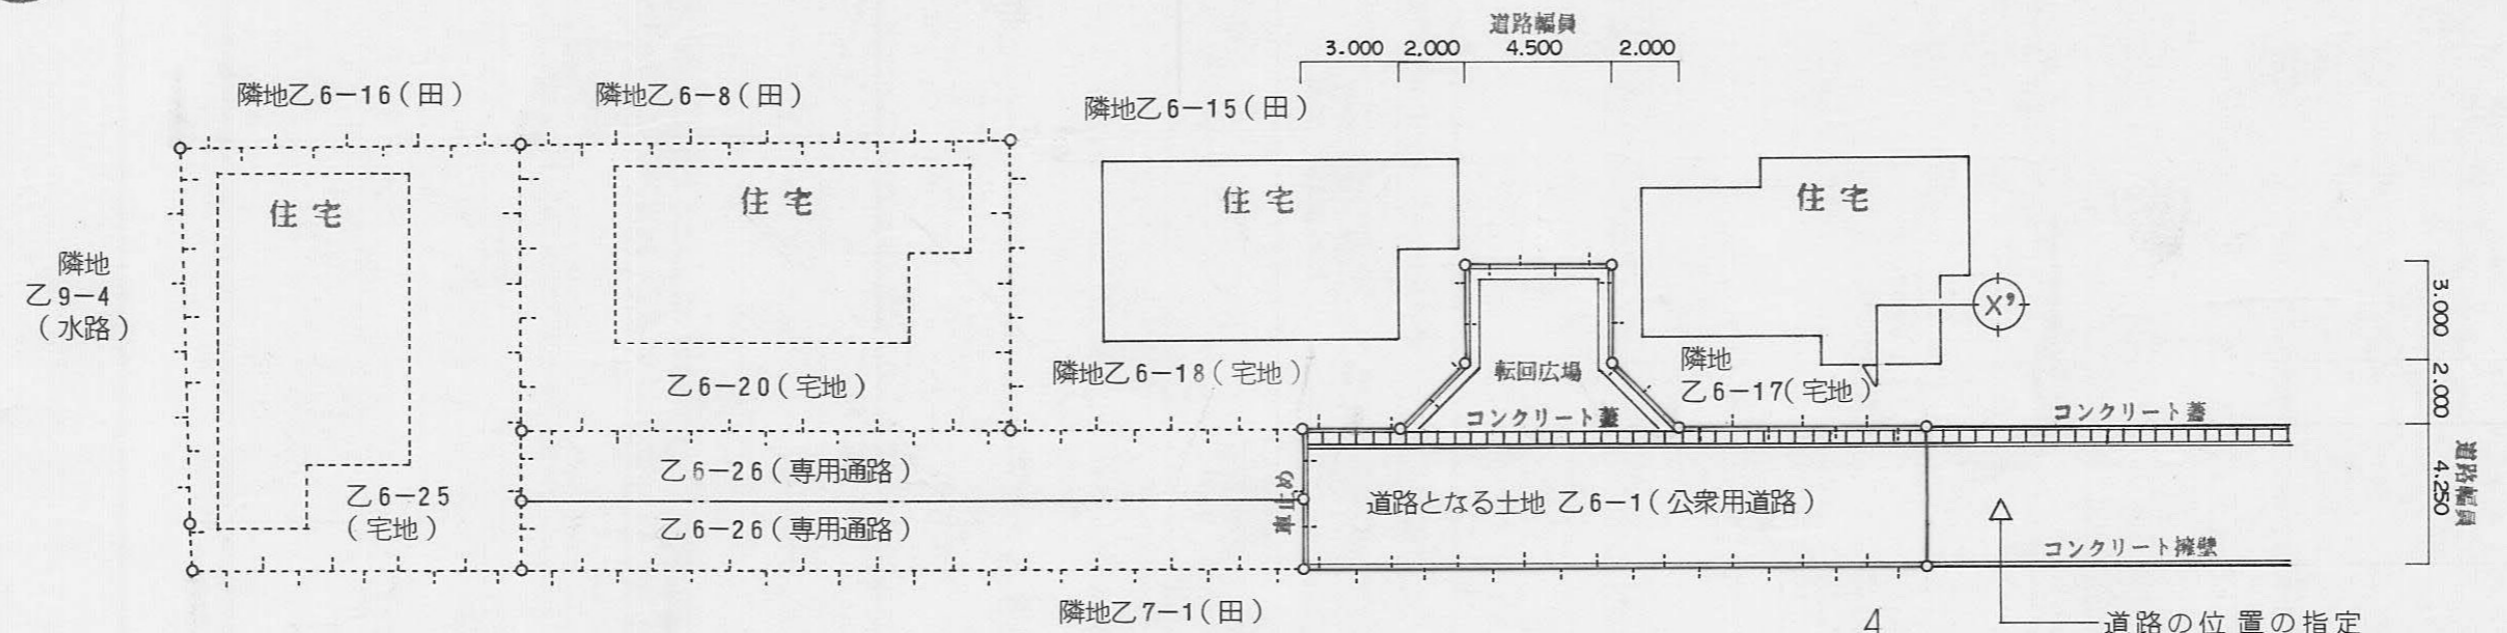 道路幅員
3.000 2.000 4.500 2.000
隣地乙6-16(田)
隣地乙6-8(田)
隣地乙6-15(田)
住宅
住宅
住宅
住宅
隣地
乙9-4
(水路)
X'
3.000
2.000
道路幅員
4.250
乙6-20(宅地)
隣地乙6-18(宅地)
転回広場
隣地
乙6-17(宅地)
コンクリート蓋
コンクリート蓋
乙6-26(専用通路)
乙6-25
(宅地)
乙6-26(専用通路)
車止め
道路となる土地 乙6-1(公衆用道路)
コンクリート擁壁
隣地乙7-1(田)
4
道路の位置の指定